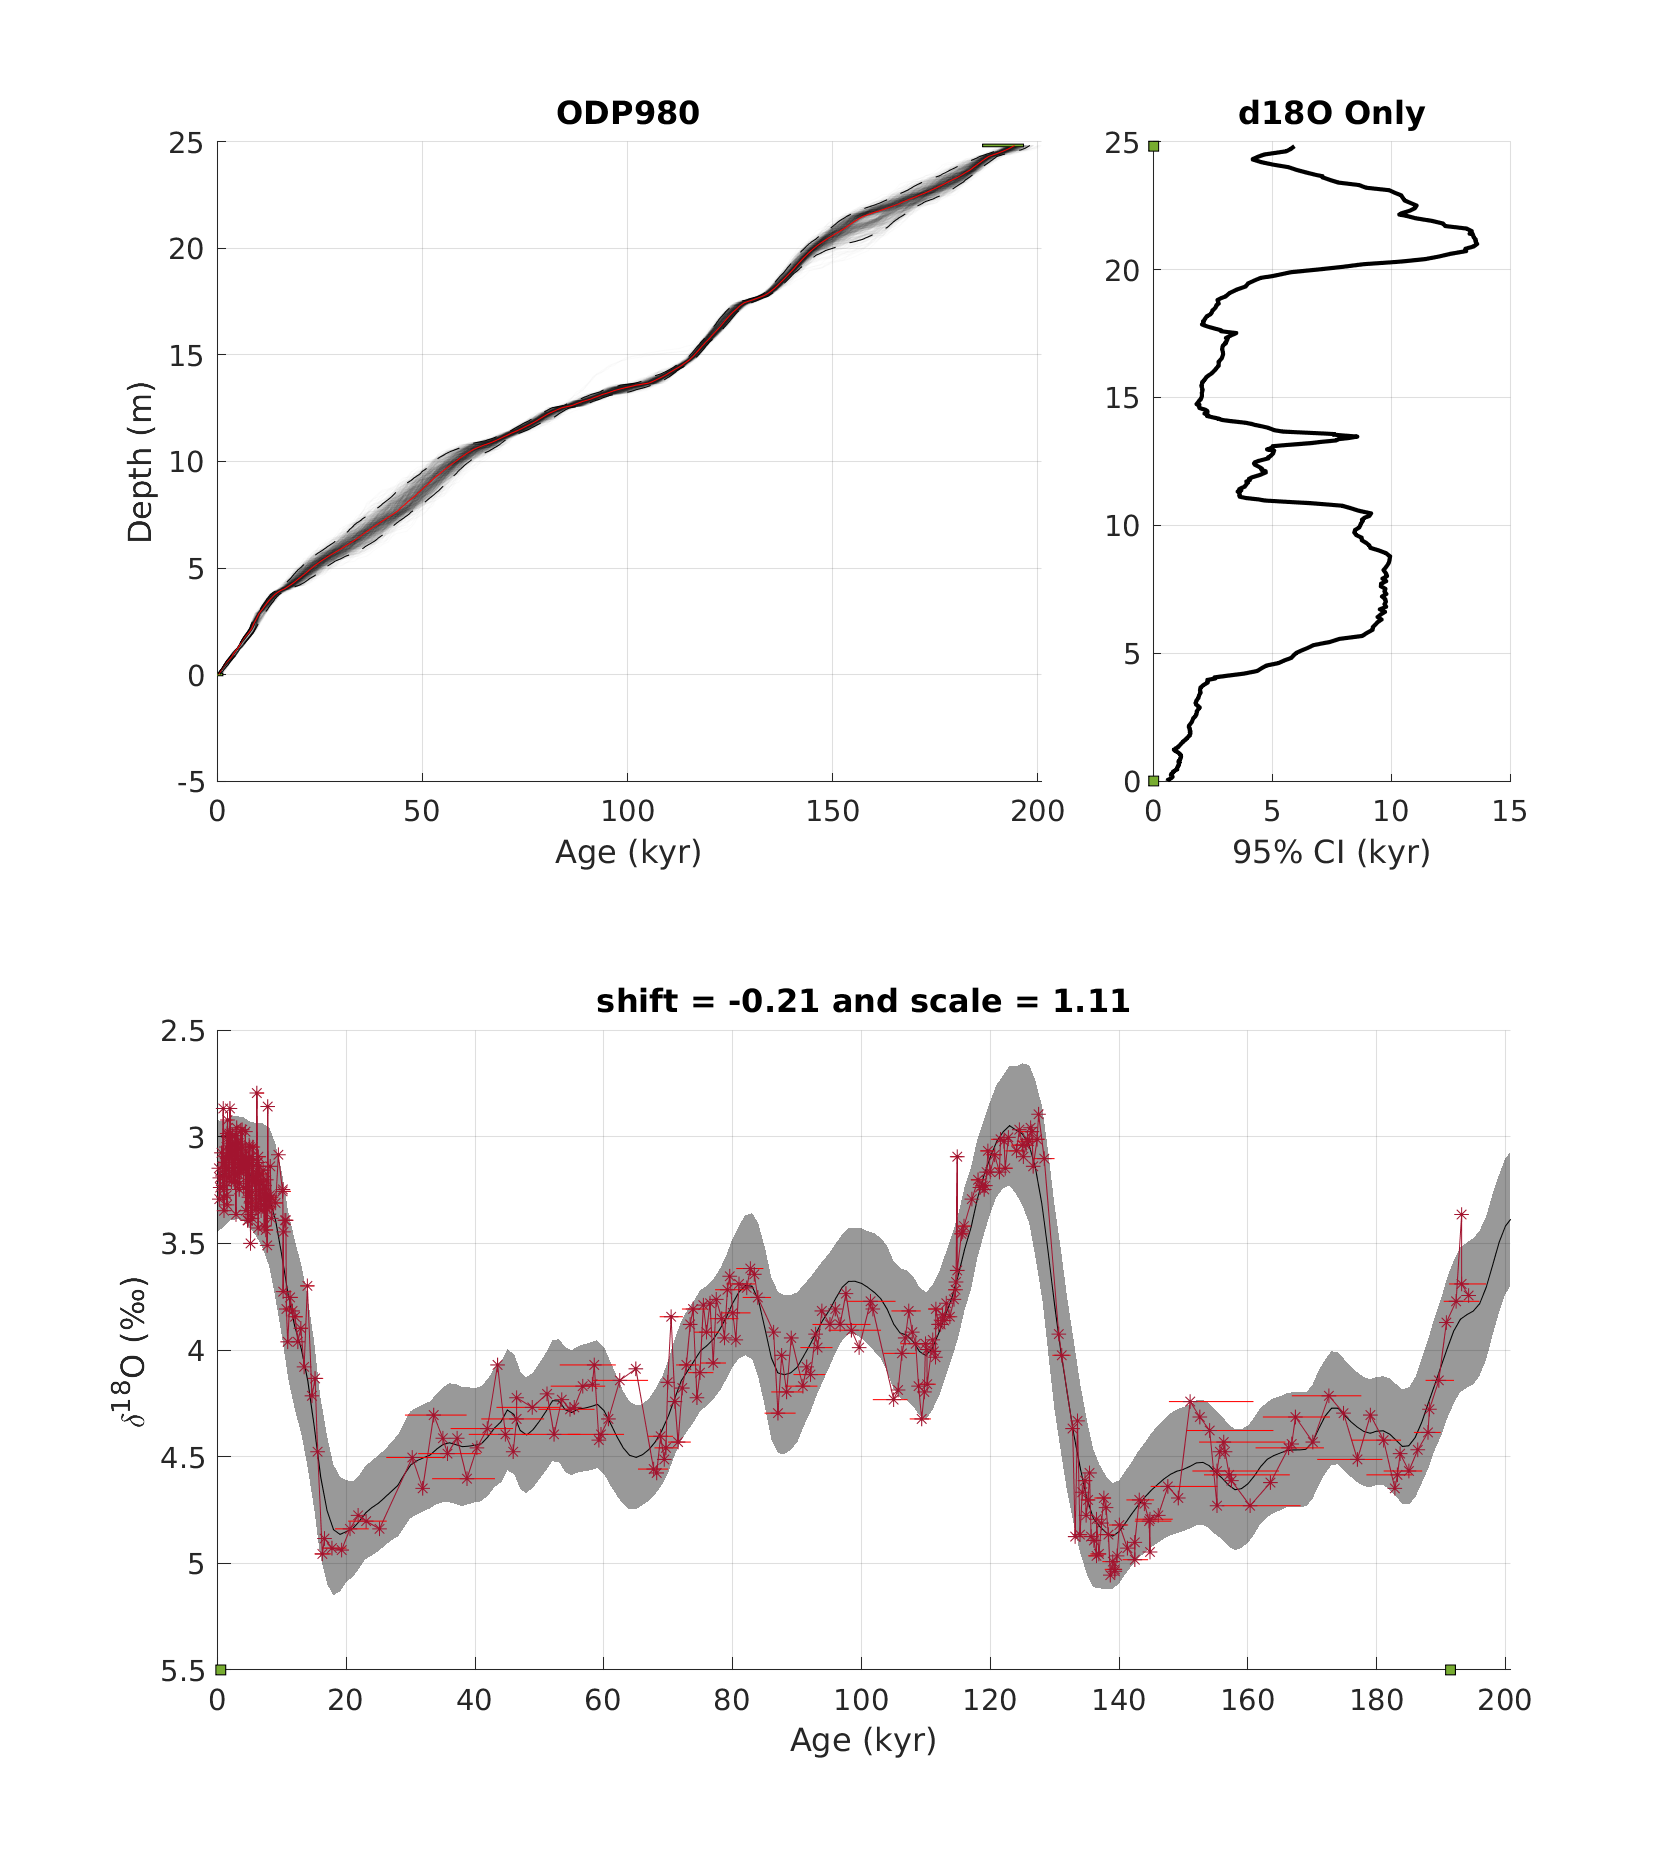 ODP980
25
20
15
10
5
0
-5
0 50 100 150 200
Depth (m)
Age (kyr)
d18O Only
25
20
15
10
5
0
0 5 10 15
95% CI (kyr)
shift = -0.21 and scale = 1.11
2.5
3
3.5
4
4.5
5
5.5
0 20 40 60 80 100 120 140 160 180 200
δ18O (‰)
Age (kyr)